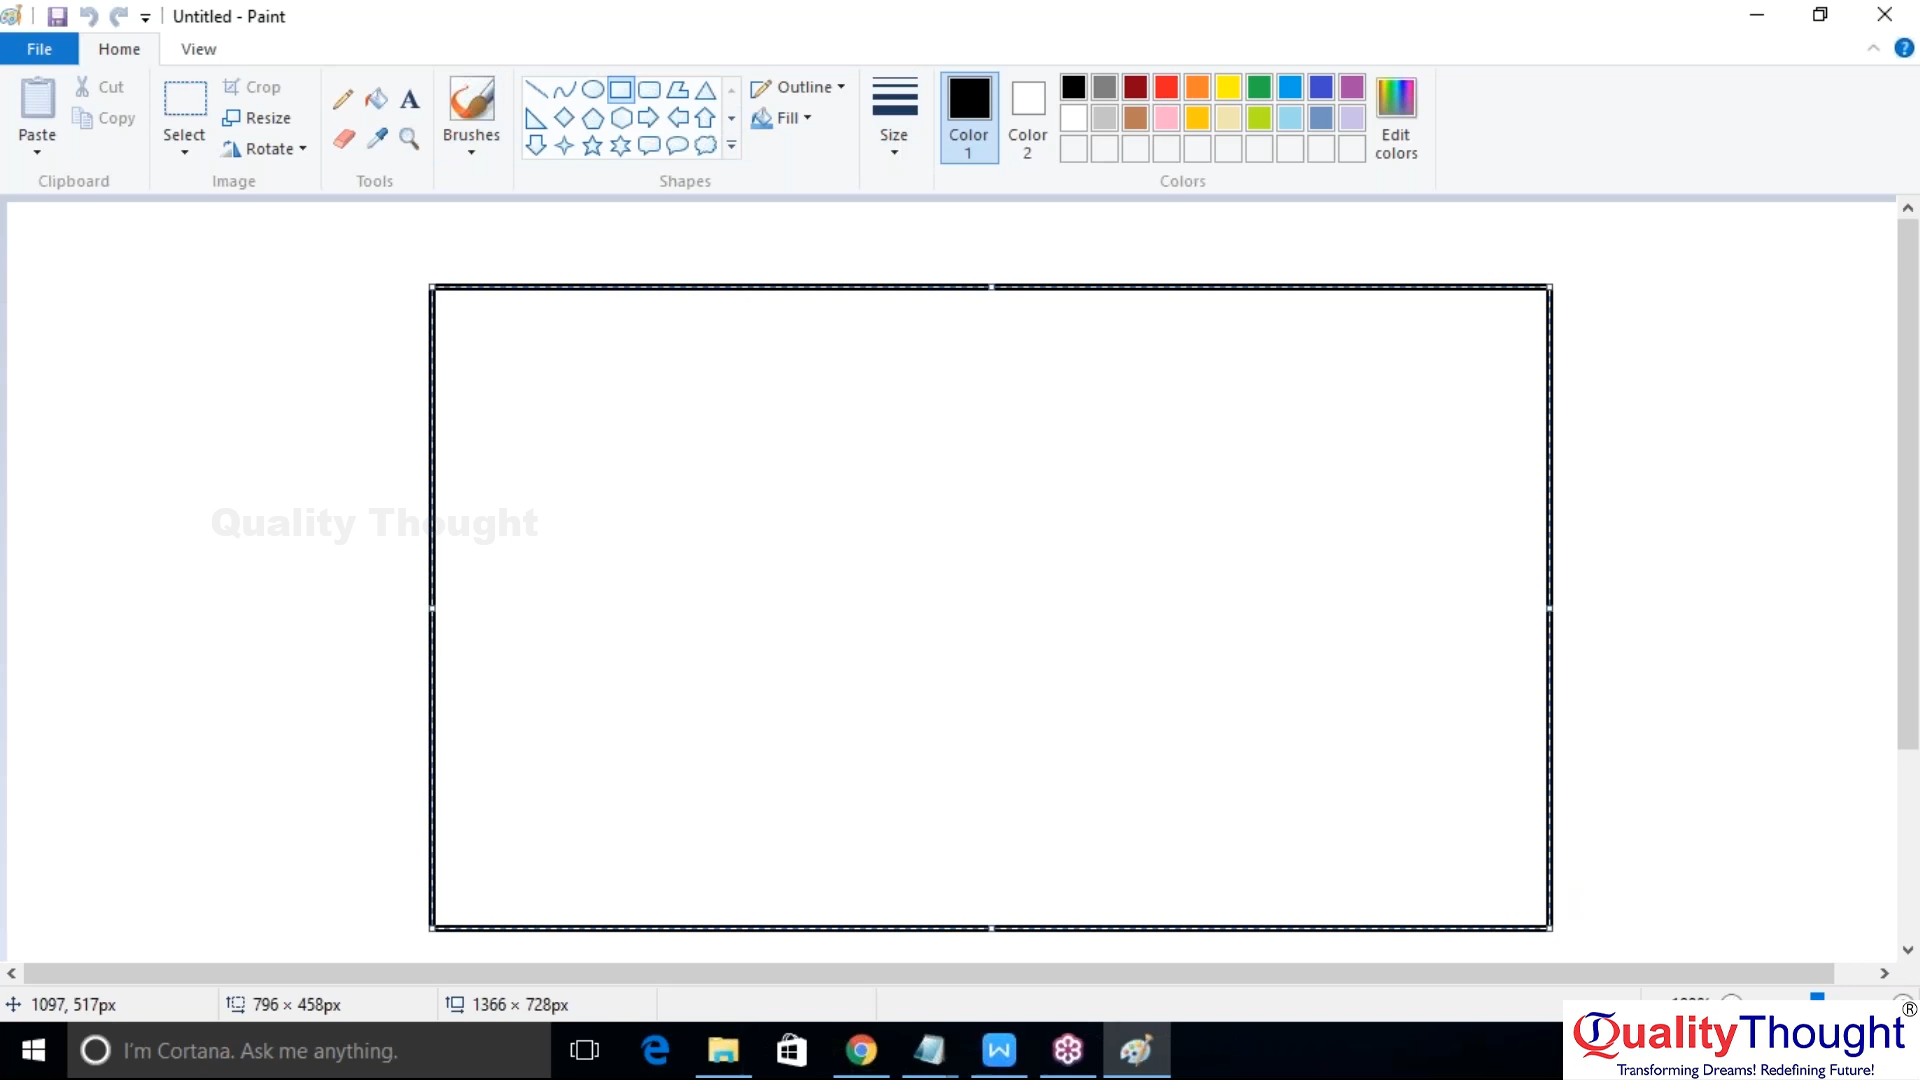 Untitled - Paint
File
Home
View
Paste
Cut
Copy
Clipboard
Select
Crop
Resize
Rotate
Image
A
Tools
Brushes
Shapes
Outline
Fill
Size
Color
1
Color
2
Edit
colors
Colors
Quality Thought
1097, 517px
796 × 458px
1366 × 728px
I'm Cortana. Ask me anything.
QualityThought®
Transforming Dreams! Redefining Future!